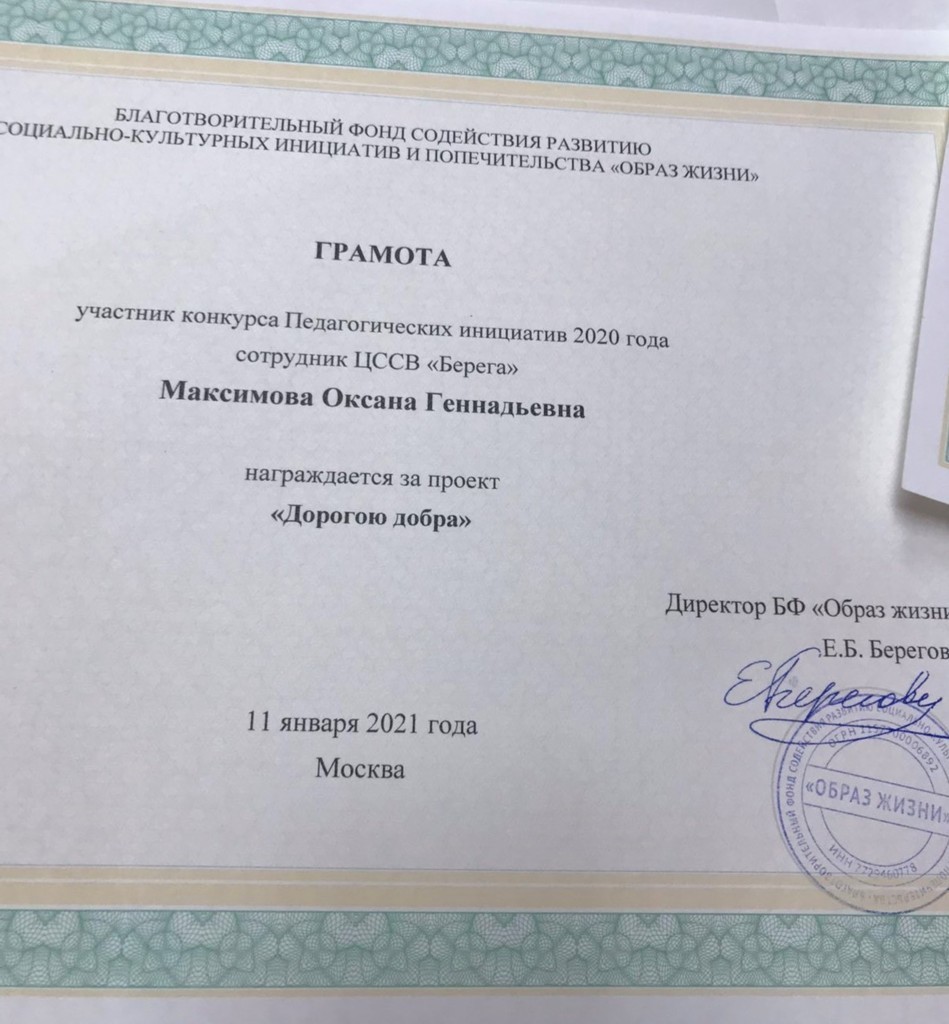 БЛАГОТВОРИТЕЛЬНЫЙ ФОНД СОДЕЙСТВИЯ РАЗВИТИЮ
СОЦИАЛЬНО-КУЛЬТУРНЫХ ИНИЦИАТИВ И ПОПЕЧИТЕЛЬСТВА «ОБРАЗ ЖИЗНИ»
ГРАМОТА
участник конкурса Педагогических инициатив 2020 года
сотрудник ЦССВ «Берега»
Максимова Оксана Геннадьевна
награждается за проект
«Дорогою добра»
Директор БФ «Образ жизни
Е.Б. Берегов
11 января 2021 года
Москва
«ОБРАЗ ЖИЗНИ»